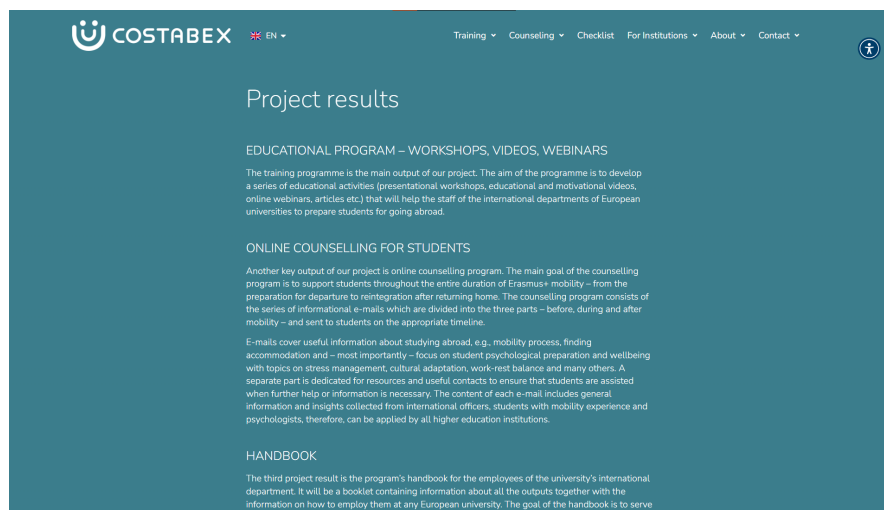 COSTABEX EN Training Counseling Checklist For Institutions About Contact
Project results
EDUCATIONAL PROGRAM – WORKSHOPS, VIDEOS, WEBINARS
The training programme is the main output of our project. The aim of the programme is to develop
a series of educational activities (presentational workshops, educational and motivational videos,
online webinars, articles etc.) that will help the staff of the international departments of European
universities to prepare students for going abroad.
ONLINE COUNSELLING FOR STUDENTS
Another key output of our project is online counselling program. The main goal of the counselling
program is to support students throughout the entire duration of Erasmus+ mobility – from the
preparation for departure to reintegration after returning home. The counselling program consists of
the series of informational e-mails which are divided into the three parts – before, during and after
mobility – and sent to students on the appropriate timeline.
E-mails cover useful information about studying abroad, e.g., mobility process, finding
accommodation and – most importantly – focus on student psychological preparation and wellbeing
with topics on stress management, cultural adaptation, work-rest balance and many others. A
separate part is dedicated for resources and useful contacts to ensure that students are assisted
when further help or information is necessary. The content of each e-mail includes general
information and insights collected from international officers, students with mobility experience and
psychologists, therefore, can be applied by all higher education institutions.
HANDBOOK
The third project result is the program's handbook for the employees of the university's international
department. It will be a booklet containing information about all the outputs together with the
information on how to employ them at any European university. The goal of the handbook is to serve